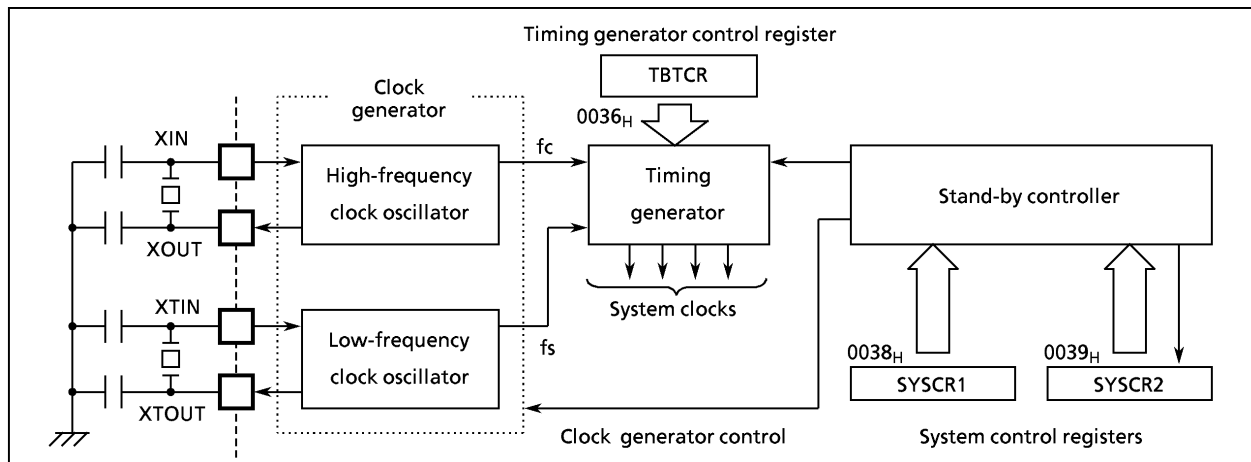 Timing generator control register
TBTCR
Clock
generator
0036H
XIN
fc
High-frequency
clock oscillator
Timing
generator
Stand-by controller
XOUT
XTIN
System clocks
Low-frequency
clock oscillator
fs
0038H
0039H
SYSCR1
SYSCR2
XTOUT
Clock generator control
System control registers